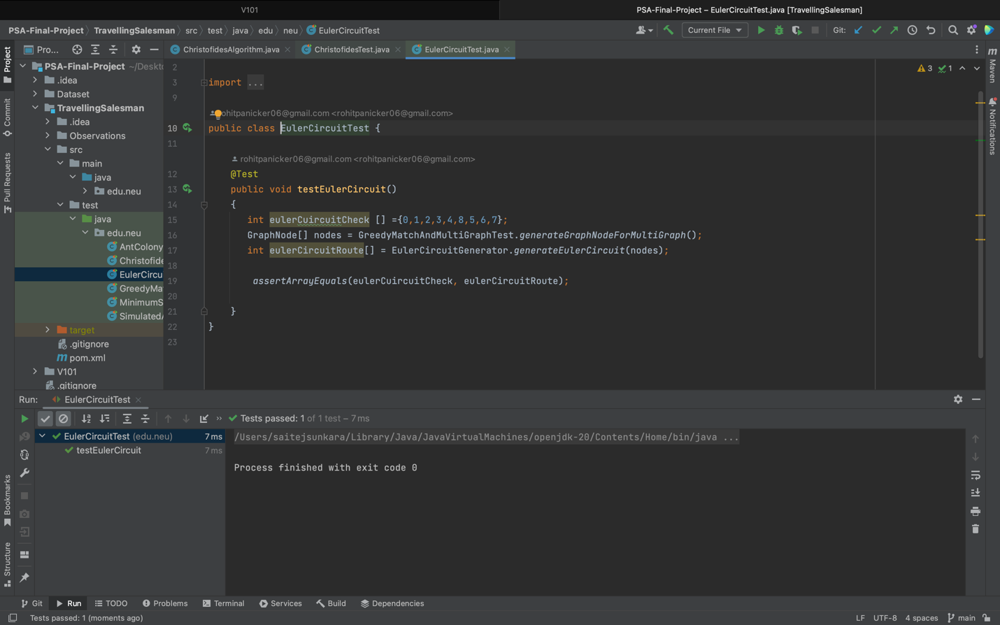 V101
PSA-Final-Project – EulerCircuitTest.java [TravellingSalesman]
PSA-Final-Project › TravellingSalesman › src › test › java › edu › neu › EulerCircuitTest
Current File
Git:
Pro...
ChristofidesAlgorithm.java
ChristofidesTest.java
EulerCircuitTest.java
Project
Commit
Pull Requests
Bookmarks
Structure
Maven
Notifications
PSA-Final-Project ~/Deskto
.idea
Dataset
TravellingSalesman
.idea
Observations
src
main
java
edu.neu
test
java
edu.neu
AntColony
Christofide
EulerCircu
GreedyMa
MinimumS
SimulatedA
target
.gitignore
pom.xml
V101
.gitignore
3 1
2
3 import ...
9
ohitpanicker06@gmail.com <rohitpanicker06@gmail.com>
10 public class EulerCircuitTest {
11
rohitpanicker06@gmail.com <rohitpanicker06@gmail.com>
12 @Test
13 public void testEulerCircuit()
14 {
15 int eulerCuircuitCheck [] ={0,1,2,3,4,8,5,6,7};
16 GraphNode[] nodes = GreedyMatchAndMultiGraphTest.generateGraphNodeForMultiGraph();
17 int eulerCircuitRoute[] = EulerCircuitGenerator.generateEulerCircuit(nodes);
18
19 assertArrayEquals(eulerCuircuitCheck, eulerCircuitRoute);
20
21 }
22 }
23
Run: EulerCircuitTest
Tests passed: 1 of 1 test – 7 ms
EulerCircuitTest (edu.neu) 7 ms
testEulerCircuit 7 ms
/Users/saitejsunkara/Library/Java/JavaVirtualMachines/openjdk-20/Contents/Home/bin/java ...
Process finished with exit code 0
Git Run TODO Problems Terminal Services Build Dependencies
Tests passed: 1 (moments ago)
LF UTF-8 4 spaces main